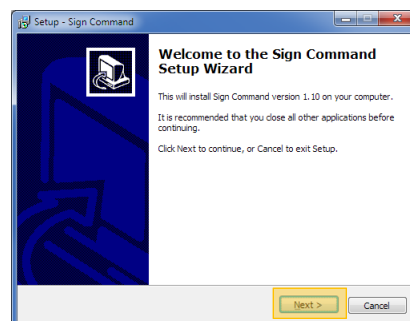 Setup - Sign Command
Welcome to the Sign Command
Setup Wizard
This will install Sign Command version 1.10 on your computer.
It is recommended that you close all other applications before
continuing.
Click Next to continue, or Cancel to exit Setup.
Next >
Cancel